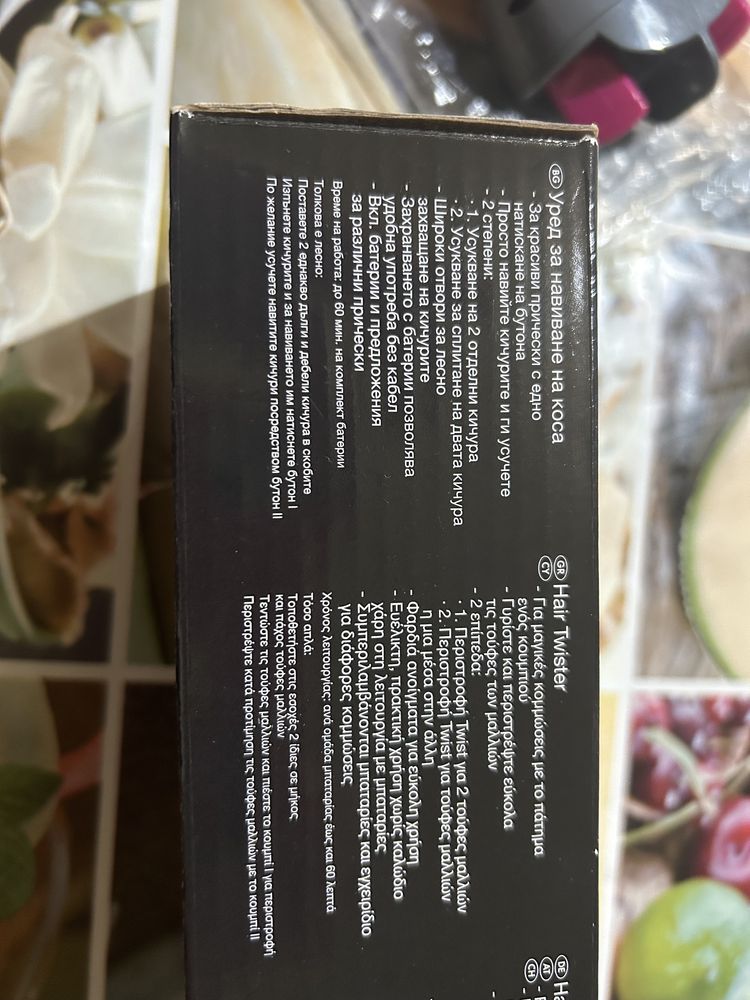 BG Уред за навиване на коса
- За красиви прически с едно
натискане на бутона
- Просто навийте кичурите и ги усучете
- 2 степени:
· 1. Усукване на 2 отделни кичура
· 2. Усукване за сплитане на двата кичура
- Широки отвори за лесно
захващане на кичурите
- Захранването с батерии позволява
удобна употреба без кабел
- Вкл. батерии и предложения
за различни прически
Време на работа: до 60 мин. на комплект батерии
Толкова е лесно:
Поставете 2 еднакво дълги и дебели кичура в скобите
Изпънете кичурите и за навиването им натиснете бутон I
По желание усучете навитите кичури посредством бутон II
GR CY Hair Twister
- Για μαγικές κομμώσεις με το πάτημα
ενός κουμπιού
- Γυρίστε και περιστρέψτε εύκολα
τις τούφες των μαλλιών
- 2 επίπεδα:
· 1. Περιστροφή Twist για 2 τούφες μαλλιών
· 2. Περιστροφή Twist για τούφες μαλλιών
η μια μέσα στην άλλη
- Φαρδιά ανοίγματα για εύκολη χρήση
- Ευέλικτη, πρακτική χρήση χωρίς καλώδιο
χάρη στη λειτουργία με μπαταρίες
- Συμπεριλαμβάνονται μπαταρίες και εγχειρίδιο
για διάφορες κομμώσεις
Χρόνος λειτουργίας: ανά ομάδα μπαταρίας έως και 60 λεπτά
Τόσο απλά:
Τοποθετήστε στις εσοχές 2 ίδιες σε μήκος
και πάχος τούφες μαλλιών
Τεντώστε τις τούφες μαλλιών και πιέστε το κουμπί I για περιστροφή
Περιστρέψτε κατά προτίμηση τις τούφες μαλλιών με το κουμπί II
DE AT CH Ha